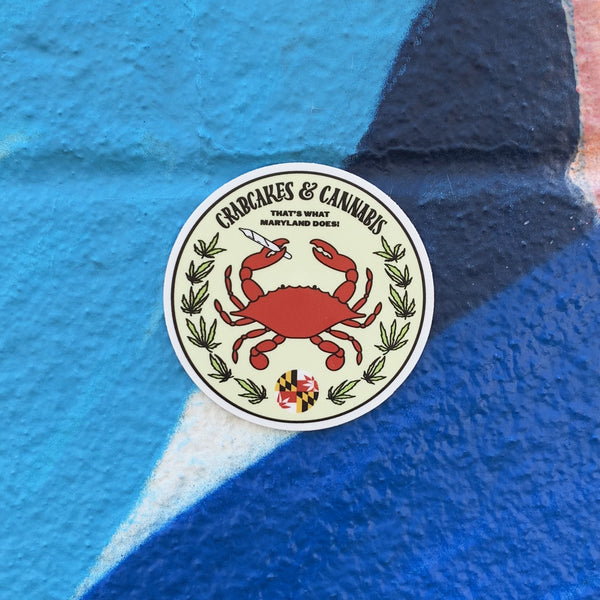 CRABCAKES & CANNABIS
THAT'S WHAT
MARYLAND DOES!